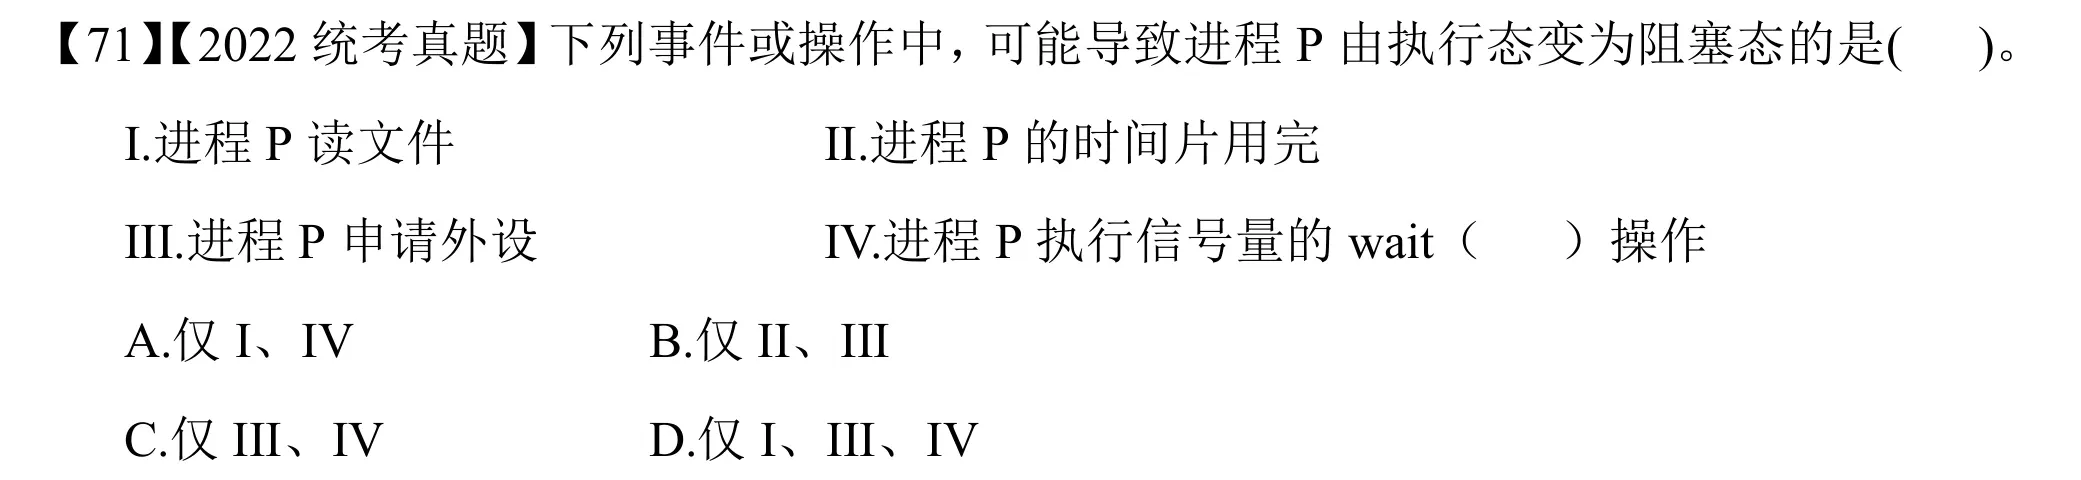 【71】【2022 统考真题】下列事件或操作中，可能导致进程 P 由执行态变为阻塞态的是(    )。
I.进程 P 读文件    II.进程 P 的时间片用完
III.进程 P 申请外设    IV.进程 P 执行信号量的 wait（    ）操作
A.仅 I、IV    B.仅 II、III
C.仅 III、IV    D.仅 I、III、IV